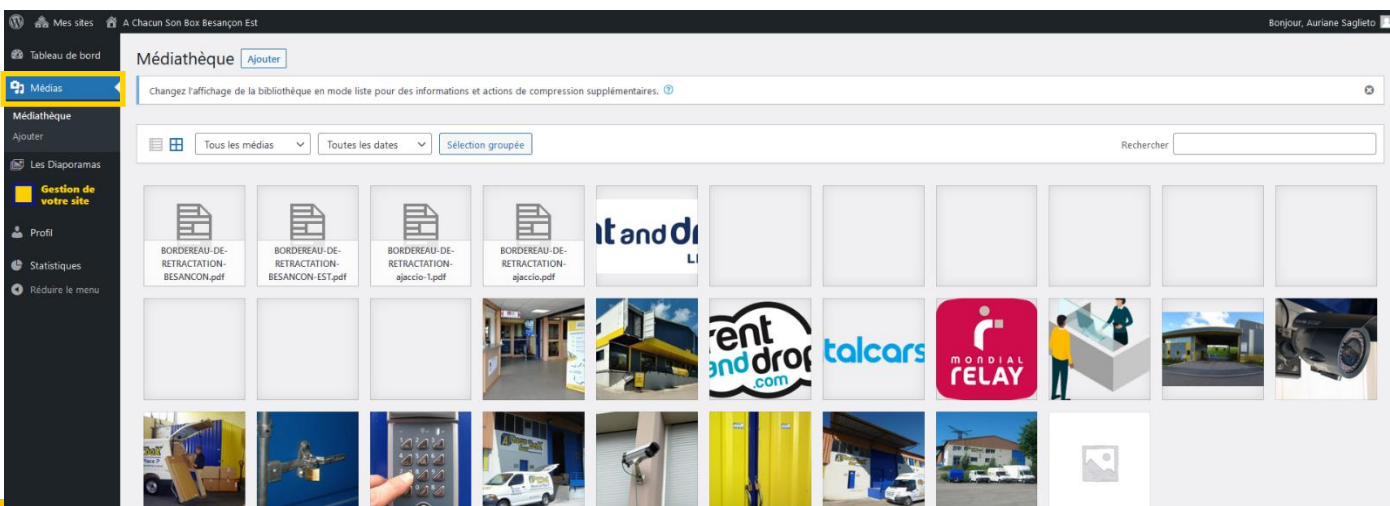 Mes sites
A Chacun Son Box Besançon Est
Bonjour, Auriane Saglieto
Tableau de bord
Médias
Médiathèque
Ajouter
Les Diaporamas
Gestion de
votre site
Profil
Statistiques
Réduire le menu
Médiathèque
Ajouter
Changez l'affichage de la bibliothèque en mode liste pour des informations et actions de compression supplémentaires.
Tous les médias
Toutes les dates
Sélection groupée
Rechercher
BORDEREAU-DE-
RETRACTATION-
BESANCON.pdf
BORDEREAU-DE-
RETRACTATION-
BESANCON-EST.pdf
BORDEREAU-DE-
RETRACTATION-
ajaccio-1.pdf
BORDEREAU-DE-
RETRACTATION-
ajaccio.pdf
nt and dr
LI
rent
anddrop
.com
talcars
MONDIAL
rELAY